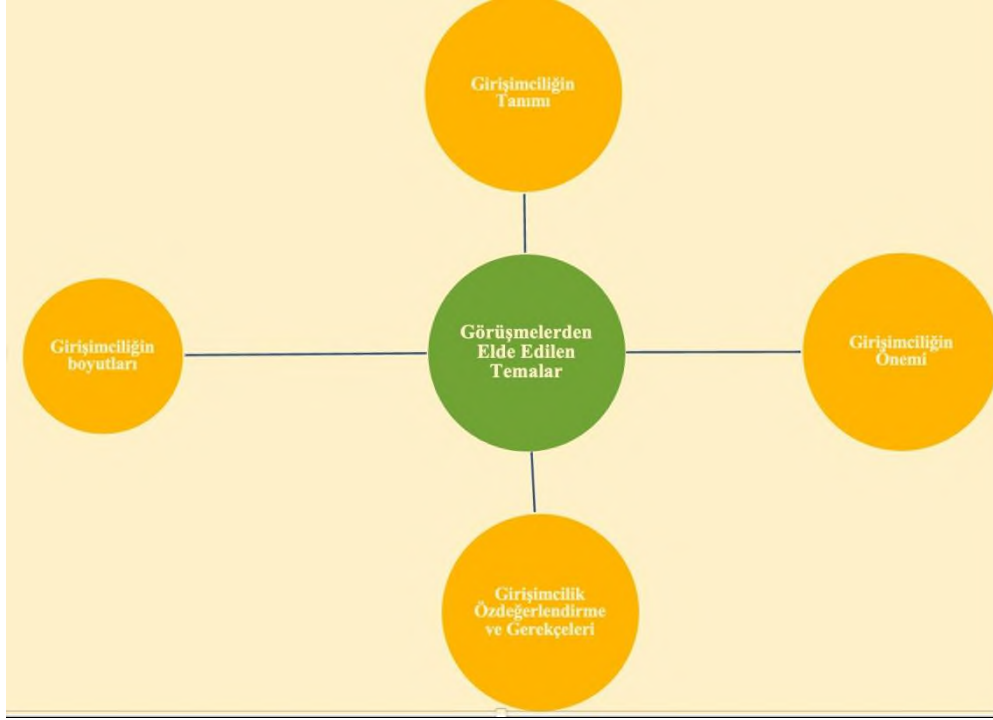 Girişimciliğin
Tanımı
Girişimciliğin
boyutları
Görüşmelerden
Elde Edilen
Temalar
Girişimciliğin
Önemi
Girişimcilik
Özdeğerlendirme
ve Gerekçeleri